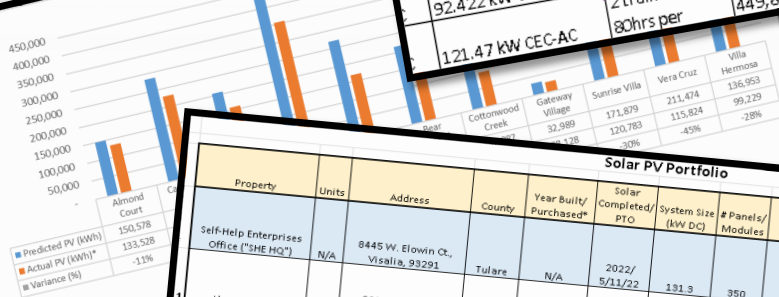 450,000
400,000
350,000
300,000
250,000
200,000
150,000
100,000
50,000
-
Almond
Court
Bear
Cottonwood
Creek
Gateway
Village
Sunrise Villa
Vera Cruz
Villa
Hermosa
Predicted PV (kWh)
150,578
32,989
171,879
211,474
136,953
Actual PV (kWh)*
133,528
120,783
115,824
99,229
Variance (%)
-11%
-30%
-45%
-28%
92.422 kW CEC-AC
80hrs per
121.47 kW CEC-AC
Solar PV Portfolio
Property
Units
Address
County
Year Built/
Purchased*
Solar
Completed/
PTO
System Size
(kW DC)
# Panels/
Modules
Self-Help Enterprises
Office ("SHE HQ")
N/A
8445 W. Elowin Ct.,
Visalia, 93291
Tulare
N/A
2022/
5/11/22
131.3
350